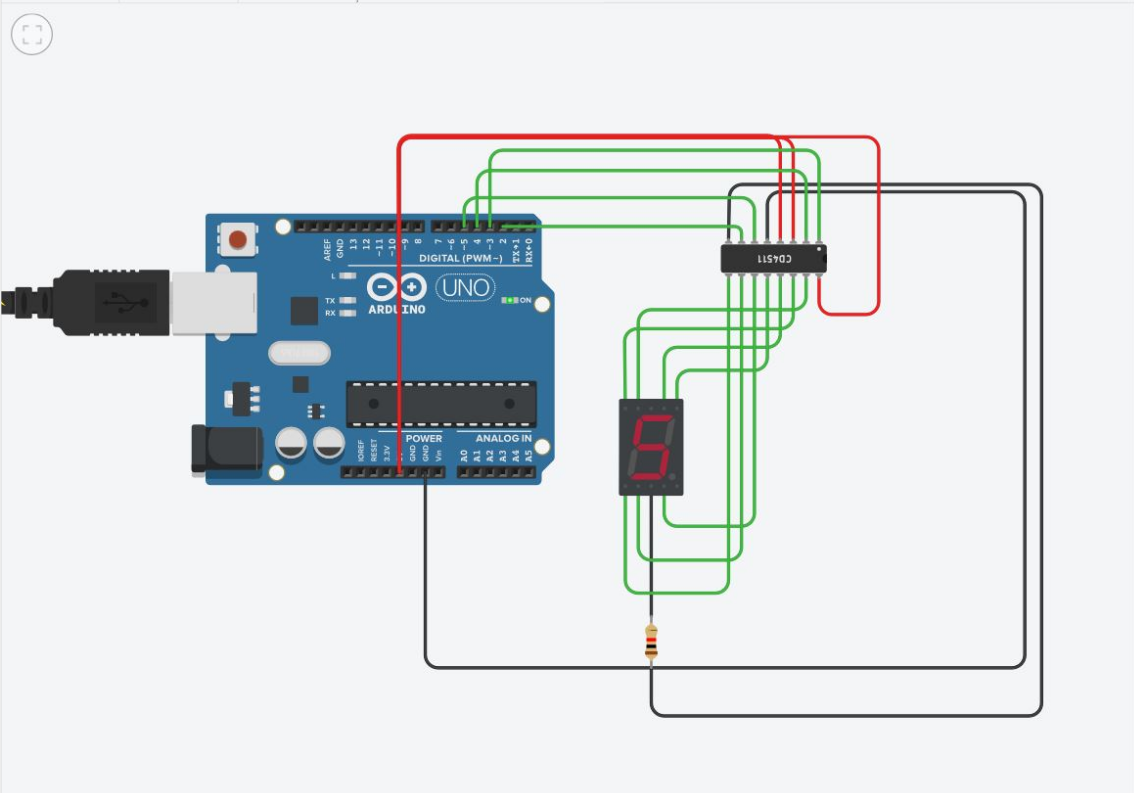 AREF
GND
13
12
~11
~10
~9
8
7
~6
~5
4
~3
2
TX→1
RX←0
DIGITAL (PWM~)
L
TX
RX
UNO
ON
ARDUINO
CD4511
POWER
ANALOG IN
IOREF
RESET
3.3V
GND
GND
Vin
A0
A1
A2
A3
A4
A5
5